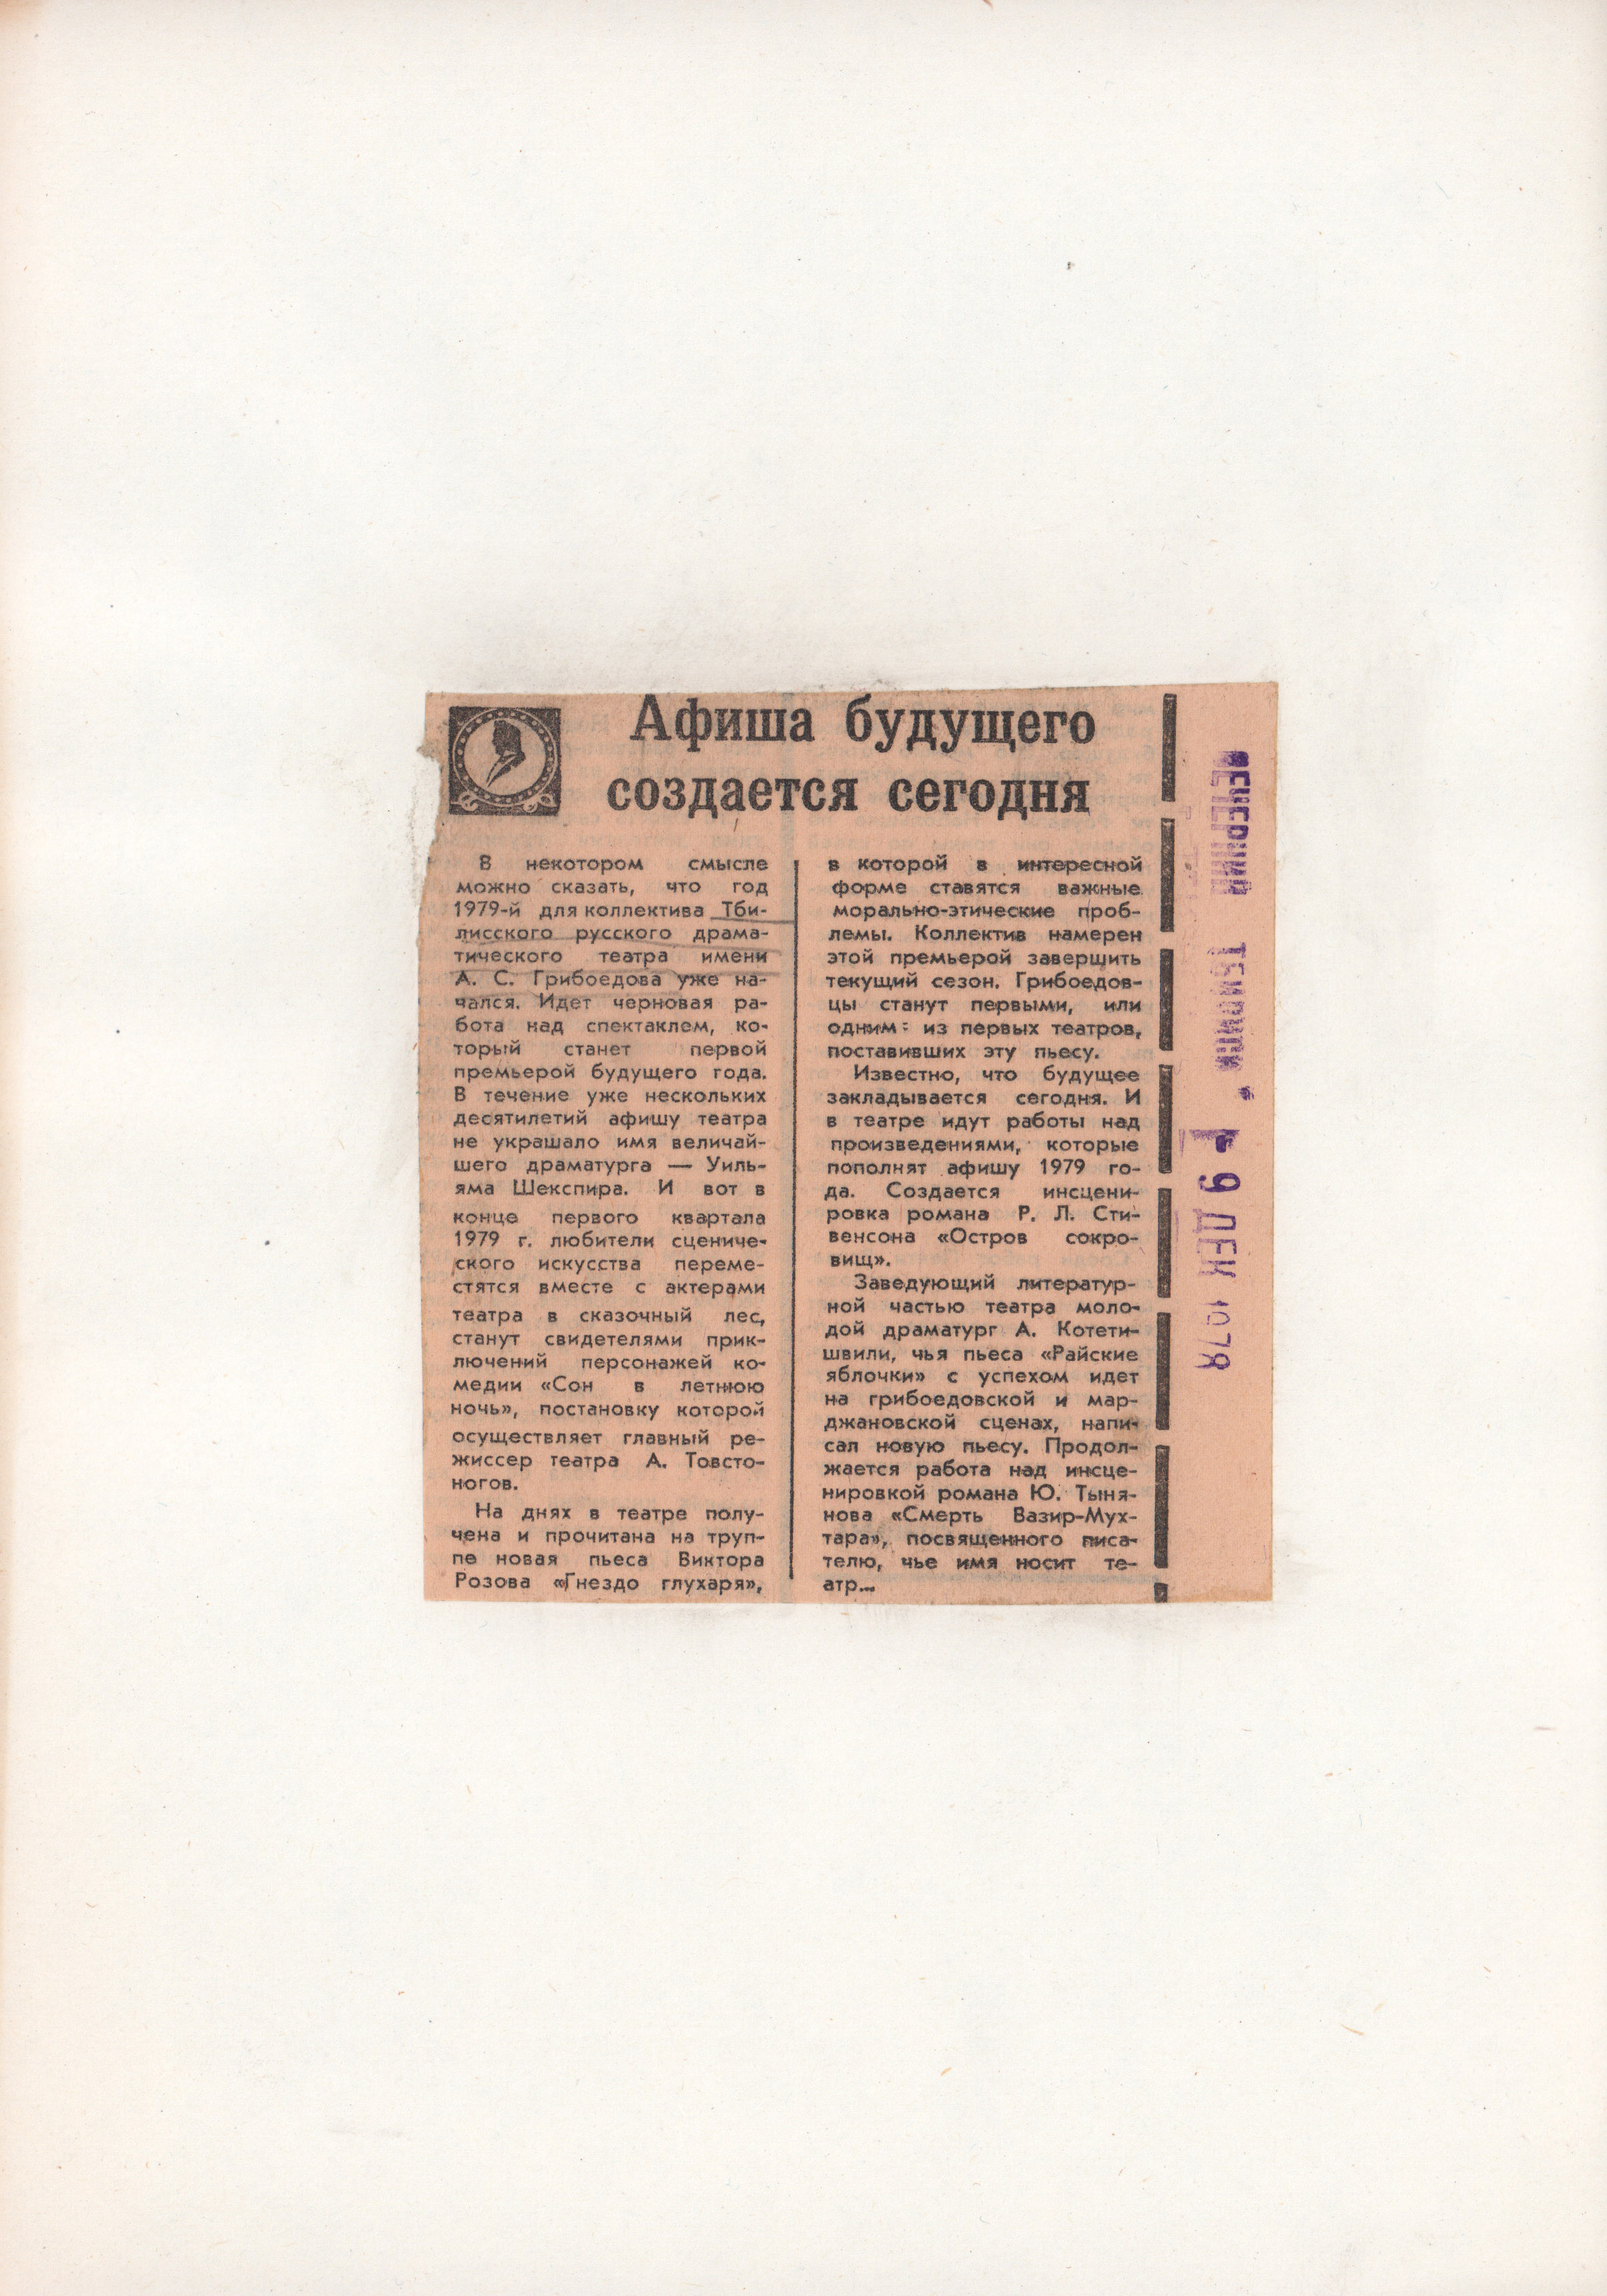 Афиша будущего
создается сегодня
В некотором смысле
можно сказать, что год
1979-й для коллектива Тби-
лисского русского драма-
тического театра имени
А. С. Грибоедова уже на-
чался. Идет черновая ра-
бота над спектаклем, ко-
торый станет первой
премьерой будущего года.
В течение уже нескольких
десятилетий афишу театра
не украшало имя величай-
шего драматурга — Уиль-
яма Шекспира. И вот в
конце первого квартала
1979 г. любители сцениче-
ского искусства переме-
стятся вместе с актерами
театра в сказочный лес,
станут свидетелями прик-
лючений персонажей ко-
медии «Сон в летнюю
ночь», постановку которой
осуществляет главный ре-
жиссер театра А. Товсто-
ногов.
На днях в театре полу-
чена и прочитана на труп-
пе новая пьеса Виктора
Розова «Гнездо глухаря»,
в которой в интересной
форме ставятся важные
морально-этические проб-
лемы. Коллектив намерен
этой премьерой завершить
текущий сезон. Грибоедов-
цы станут первыми, или
одним из первых театров,
поставивших эту пьесу.
Известно, что будущее
закладывается сегодня. И
в театре идут работы над
произведениями, которые
пополнят афишу 1979 го-
да. Создается инсцени-
ровка романа Р. Л. Сти-
венсона «Остров сокро-
вищ».
Заведующий литератур-
ной частью театра моло-
дой драматург А. Котети-
швили, чья пьеса «Райские
яблочки» с успехом идет
на грибоедовской и мар-
джановской сценах, напи-
сал новую пьесу. Продол-
жается работа над инсце-
нировкой романа Ю. Тыня-
нова «Смерть Вазир-Мух-
тара», посвященного писа-
телю, чье имя носит те-
атр...
ВЕЧЕРНИЙ ТБИЛИСИ
- 9 ДЕК 1978